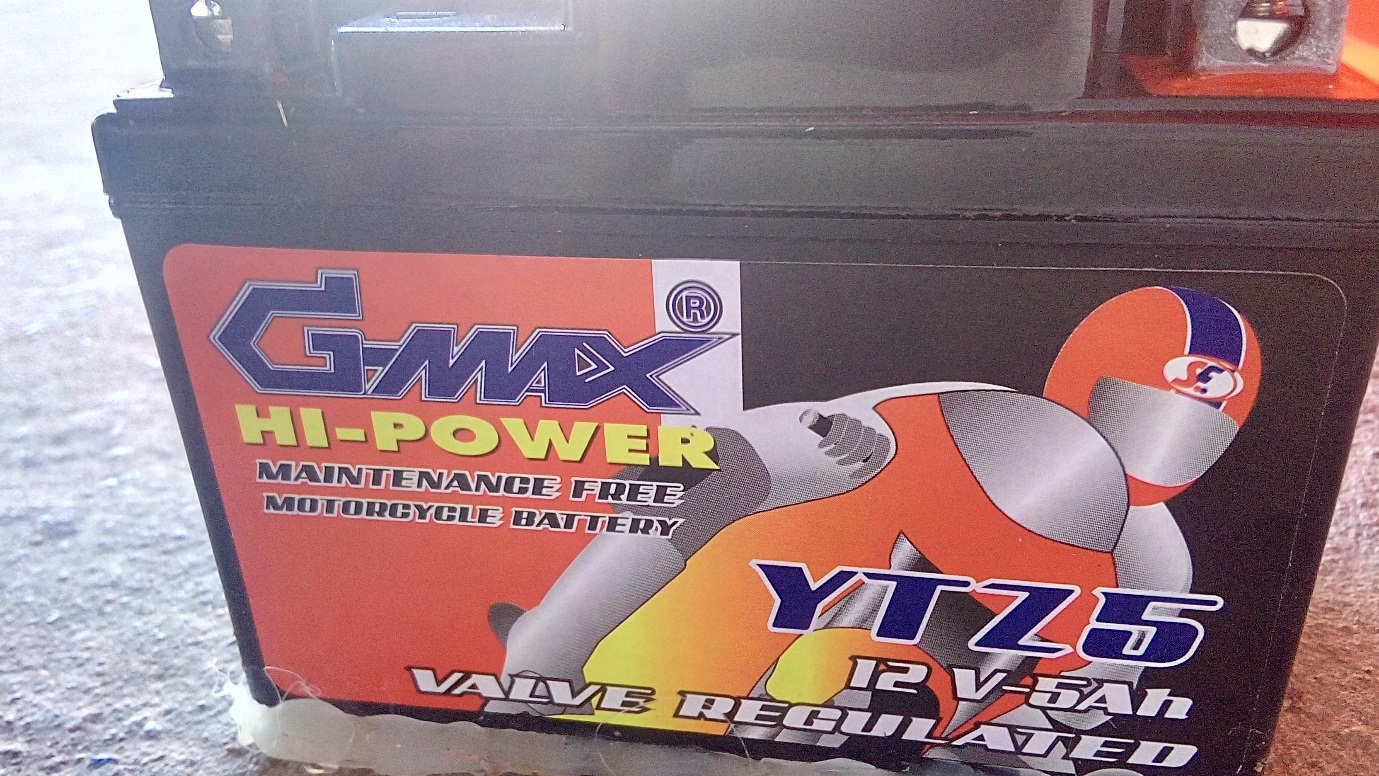 G-MAX ®
HI-POWER
MAINTENANCE FREE
MOTORCYCLE BATTERY
S.F
YTZ5
12 V-5Ah
VALVE REGULATED